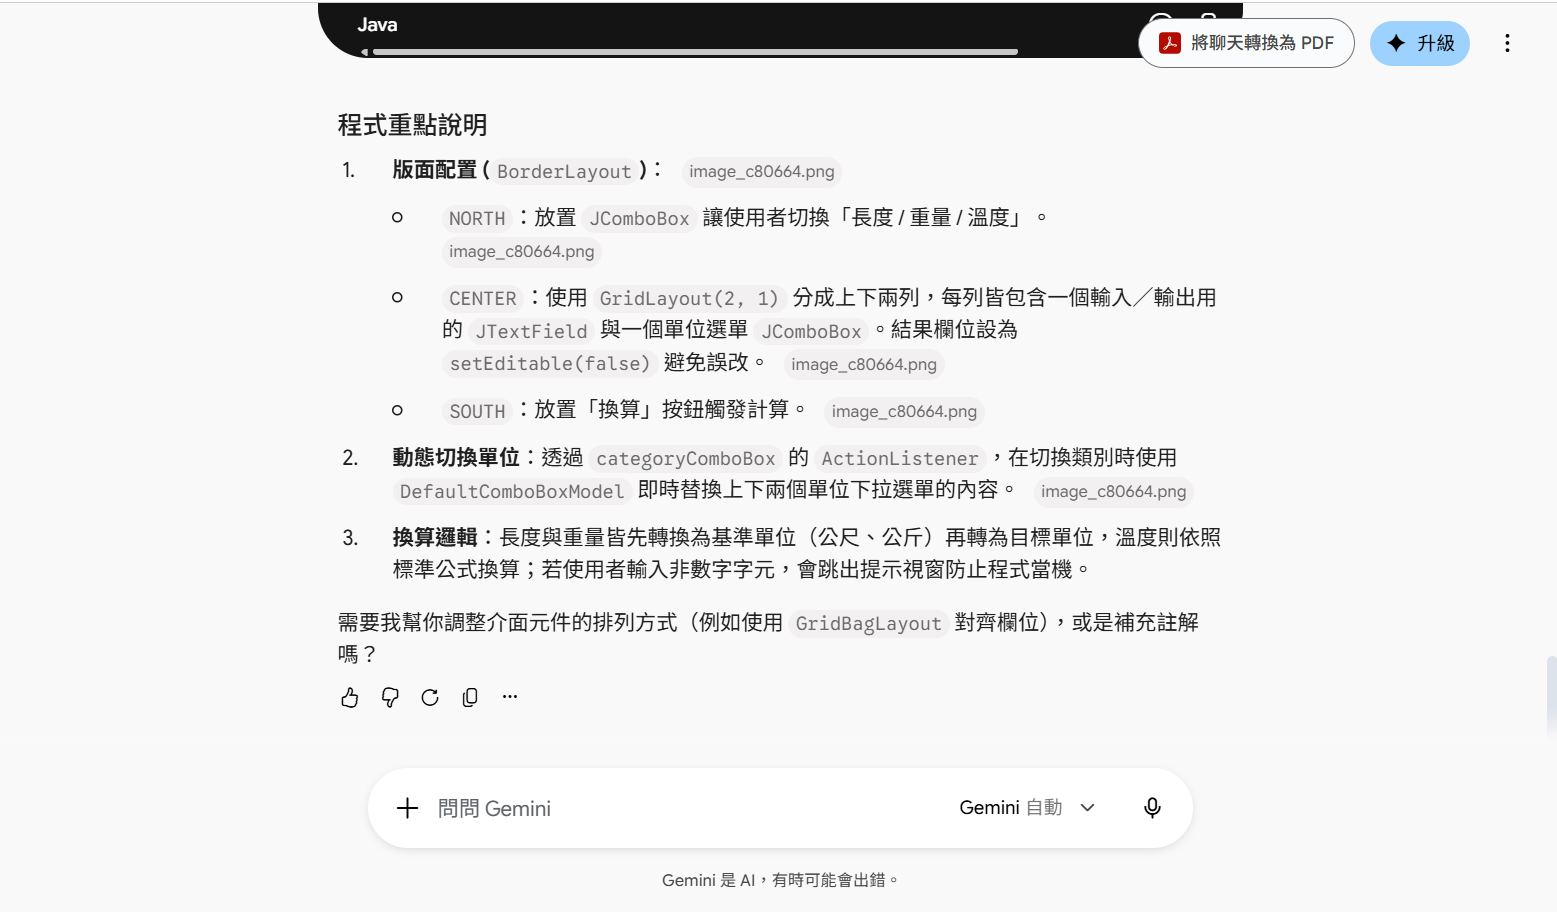 Java
將聊天轉換為 PDF
升級
程式重點說明
1. 版面配置 ( BorderLayout )： image_c80664.png
NORTH ：放置 JComboBox 讓使用者切換「長度 / 重量 / 溫度」。
image_c80664.png
CENTER ：使用 GridLayout(2, 1) 分成上下兩列，每列皆包含一個輸入／輸出用
的 JTextField 與一個單位選單 JComboBox 。結果欄位設為
setEditable(false) 避免誤改。 image_c80664.png
SOUTH ：放置「換算」按鈕觸發計算。 image_c80664.png
2. 動態切換單位：透過 categoryComboBox 的 ActionListener ，在切換類別時使用
DefaultComboBoxModel 即時替換上下兩個單位下拉選單的內容。 image_c80664.png
3. 換算邏輯：長度與重量皆先轉換為基準單位（公尺、公斤）再轉為目標單位，溫度則依照
標準公式換算；若使用者輸入非數字字元，會跳出提示視窗防止程式當機。
需要我幫你調整介面元件的排列方式（例如使用 GridBagLayout 對齊欄位），或是補充註解
嗎？
問問 Gemini
Gemini 自動
Gemini 是 AI，有時可能會出錯。